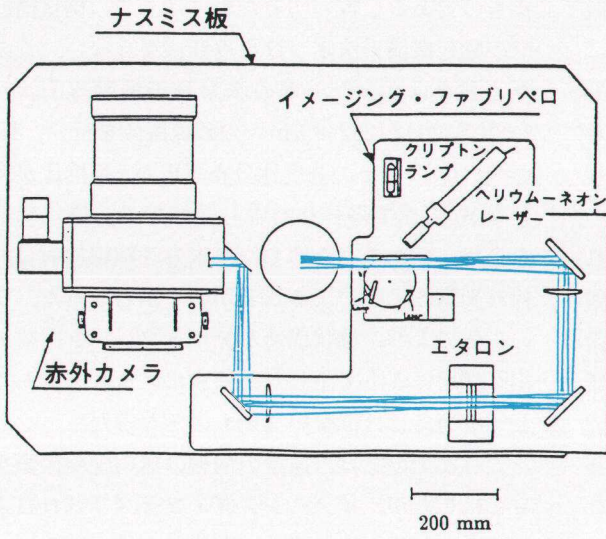 ナスミス板
イメージング・ファブリペロ
クリプトン
ランプ
ヘリウムーネオン
レーザー
エタロン
赤外カメラ
200 mm